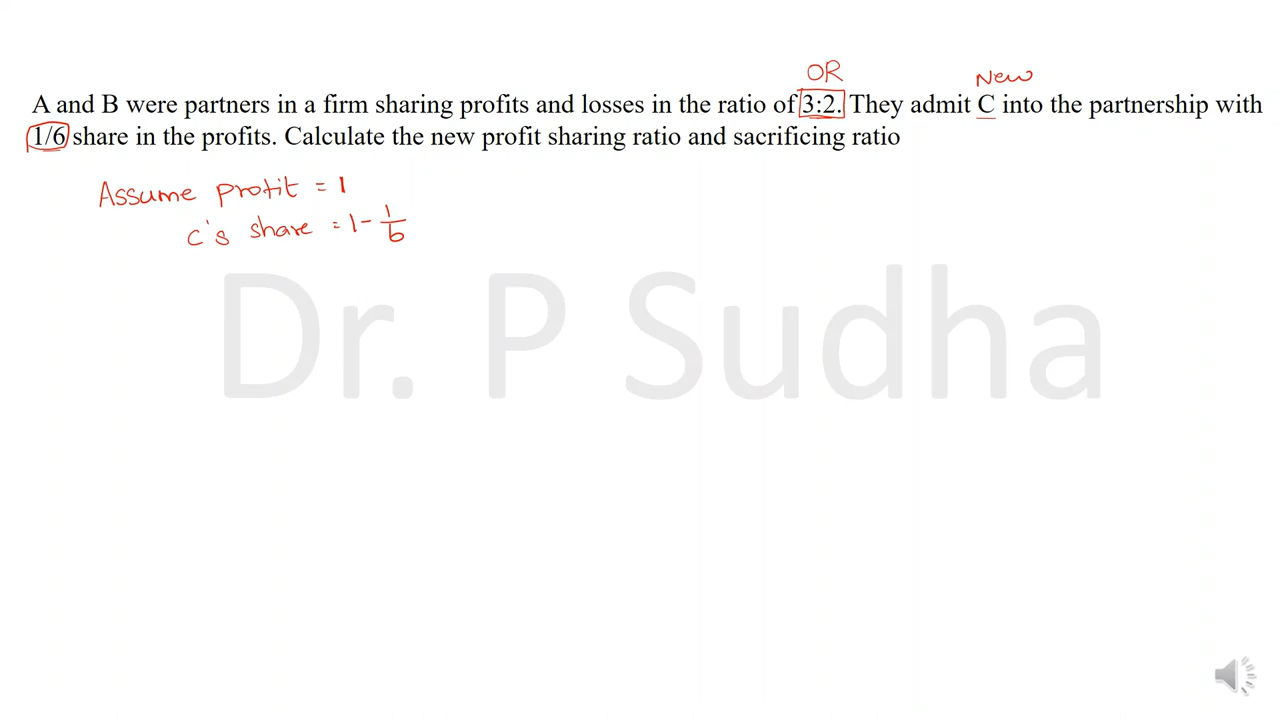 OR
New
A and B were partners in a firm sharing profits and losses in the ratio of 3:2. They admit C into the partnership with
1/6 share in the profits. Calculate the new profit sharing ratio and sacrificing ratio
Assume profit = 1
C's share = 1 - 1/6
Dr. P Sudha